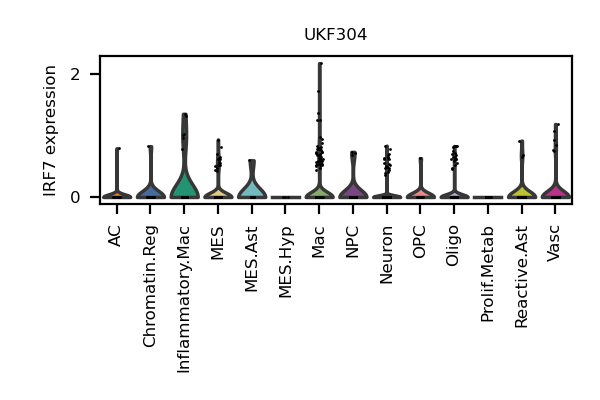 UKF304
IRF7 expression
2
0
AC
Chromatin.Reg
Inflammatory.Mac
MES
MES.Ast
MES.Hyp
Mac
NPC
Neuron
OPC
Oligo
Prolif.Metab
Reactive.Ast
Vasc